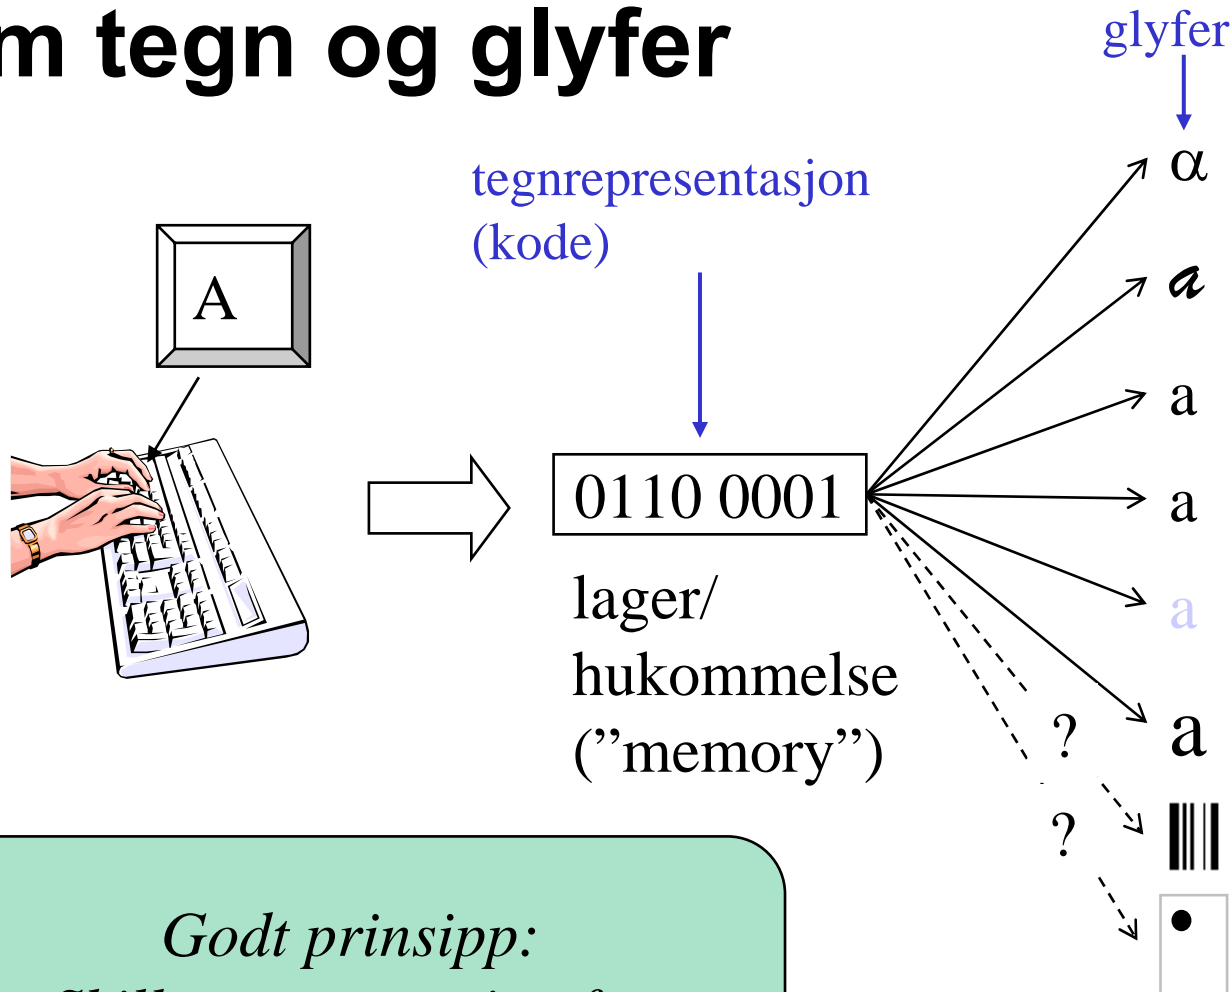 m tegn og glyfer
glyfer
α
tegnrepresentasjon
(kode)
a
A
a
0110 0001
a
lager/
a
hukommelse
?
a
(”memory”)
?
Godt prinsipp: